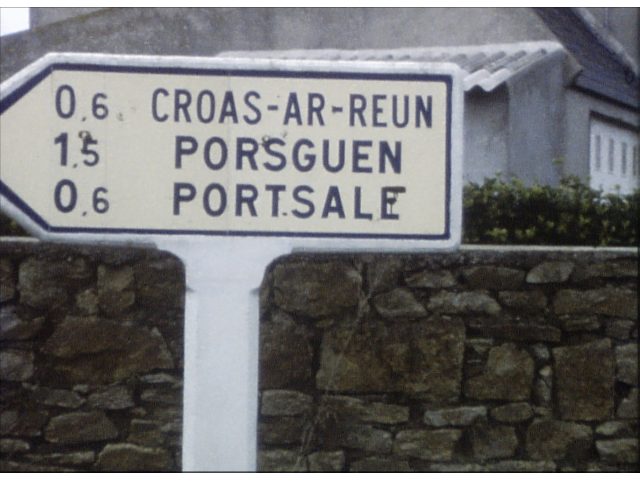 0,6 CROAS-AR-REUN
1,5 PORSGUEN
0,6 PORTSALE